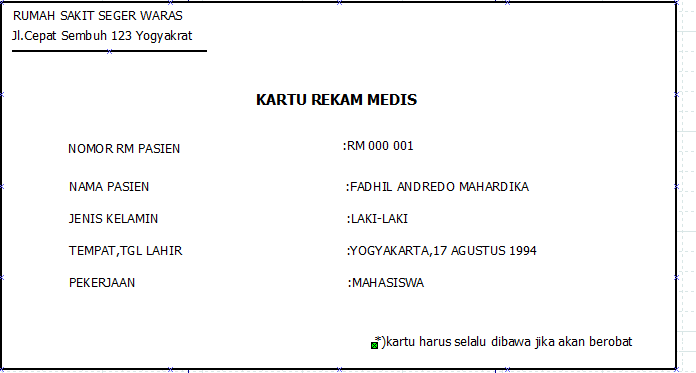 RUMAH SAKIT SEGER WARAS
Jl.Cepat Sembuh 123 Yogyakrat
KARTU REKAM MEDIS
NOMOR RM PASIEN :RM 000 001
NAMA PASIEN :FADHIL ANDREDO MAHARDIKA
JENIS KELAMIN :LAKI-LAKI
TEMPAT,TGL LAHIR :YOGYAKARTA,17 AGUSTUS 1994
PEKERJAAN :MAHASISWA
*)kartu harus selalu dibawa jika akan berobat